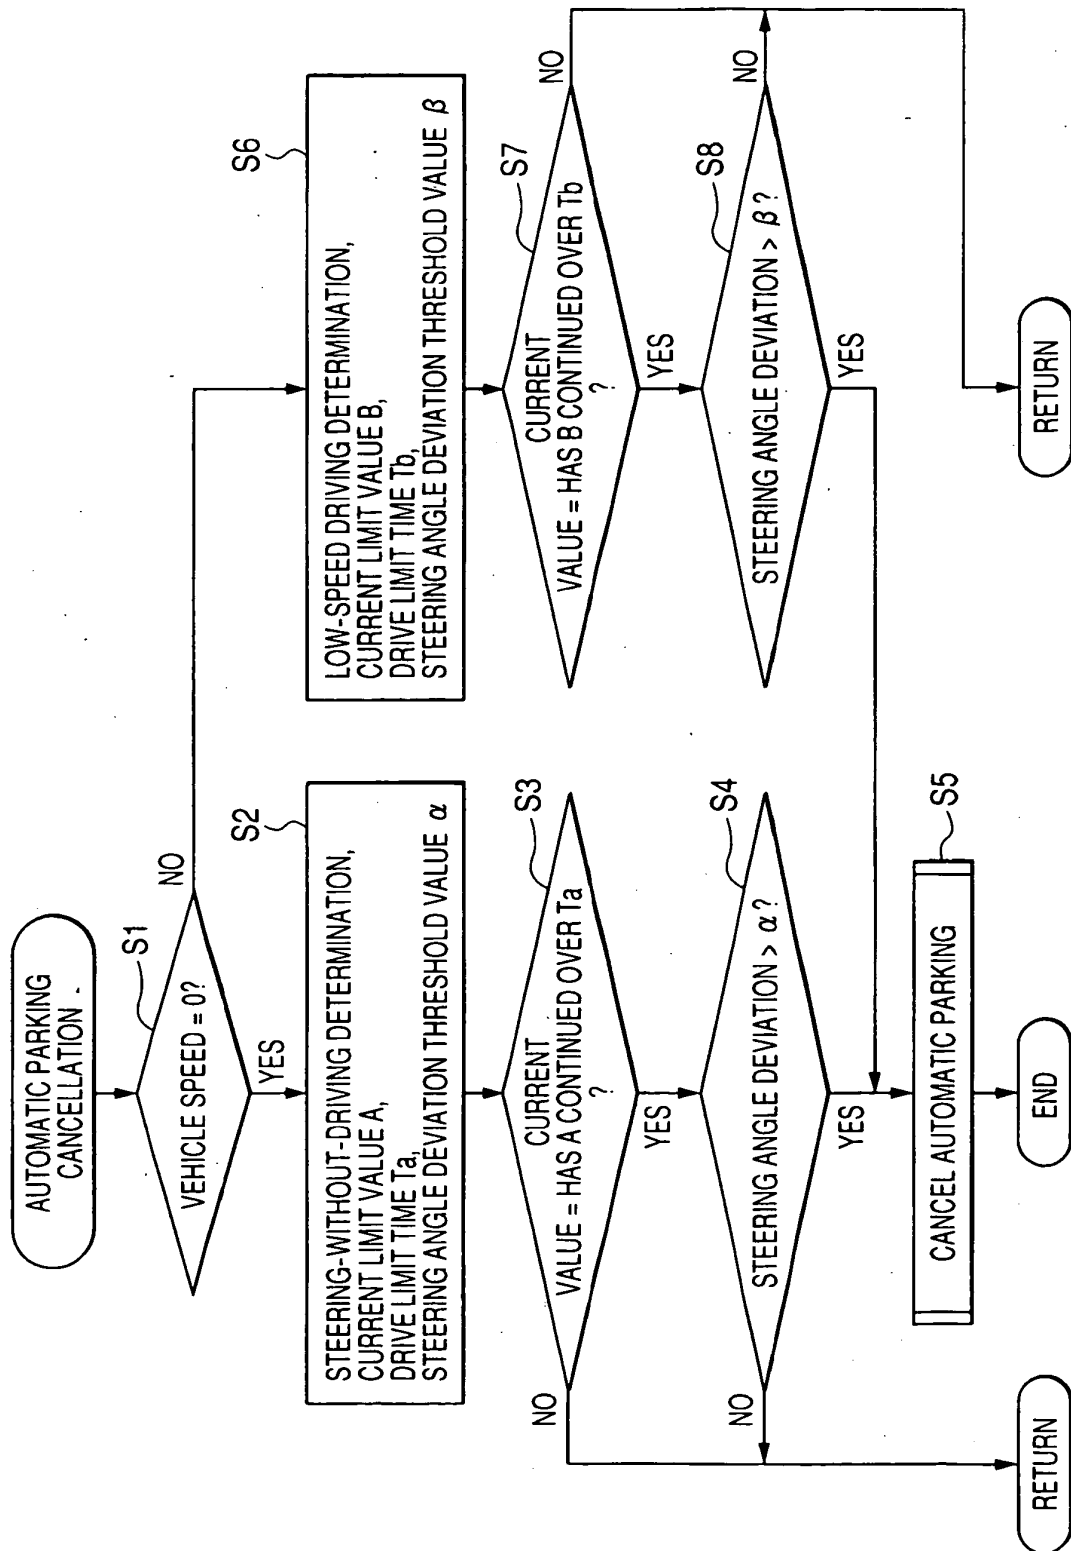 AUTOMATIC PARKING
CANCELLATION
S1
VEHICLE SPEED = 0?
NO
YES
S2
STEERING-WITHOUT-DRIVING DETERMINATION,
CURRENT LIMIT VALUE A,
DRIVE LIMIT TIME Ta,
STEERING ANGLE DEVIATION THRESHOLD VALUE α
S3
CURRENT
VALUE = HAS A CONTINUED OVER Ta
?
NO
YES
S4
STEERING ANGLE DEVIATION > α ?
NO
YES
S5
CANCEL AUTOMATIC PARKING
RETURN
END
S6
LOW-SPEED DRIVING DETERMINATION,
CURRENT LIMIT VALUE B,
DRIVE LIMIT TIME Tb,
STEERING ANGLE DEVIATION THRESHOLD VALUE β
S7
CURRENT
VALUE = HAS B CONTINUED OVER Tb
?
NO
YES
S8
STEERING ANGLE DEVIATION > β ?
NO
YES
RETURN